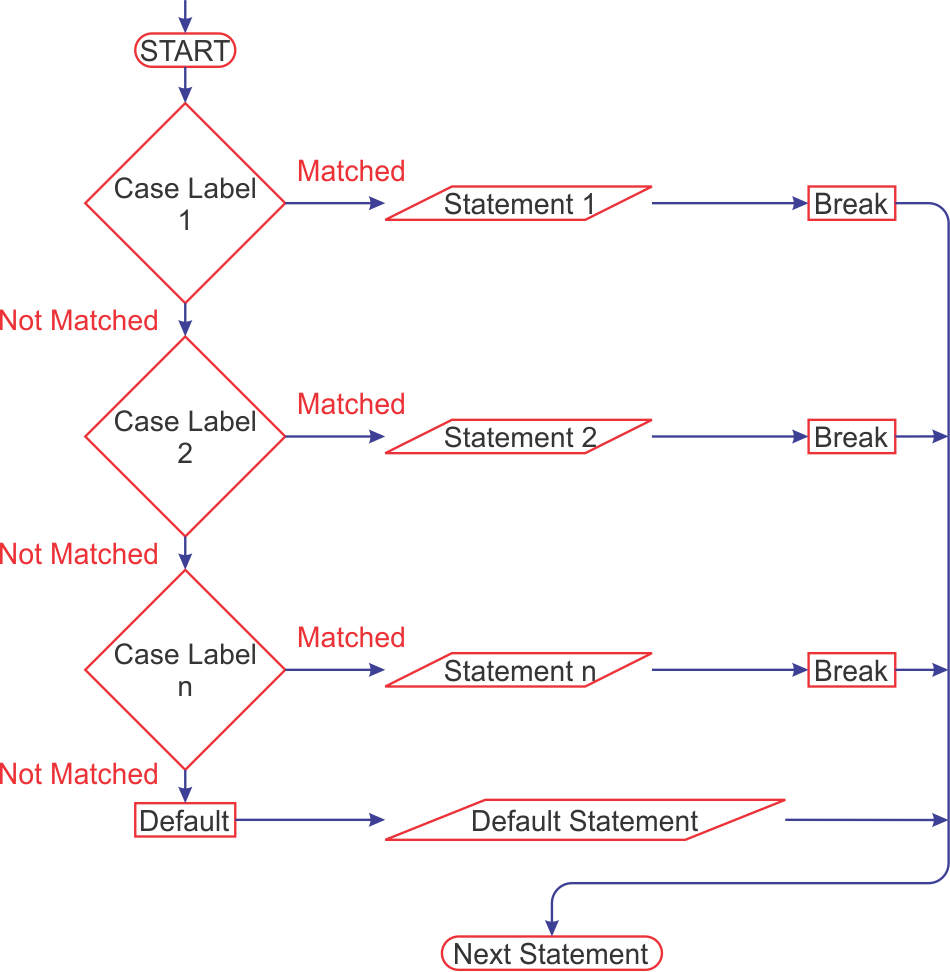 START
Matched
Case Label
1
Statement 1
Break
Not Matched
Matched
Case Label
2
Statement 2
Break
Not Matched
Matched
Case Label
n
Statement n
Break
Not Matched
Default
Default Statement
Next Statement